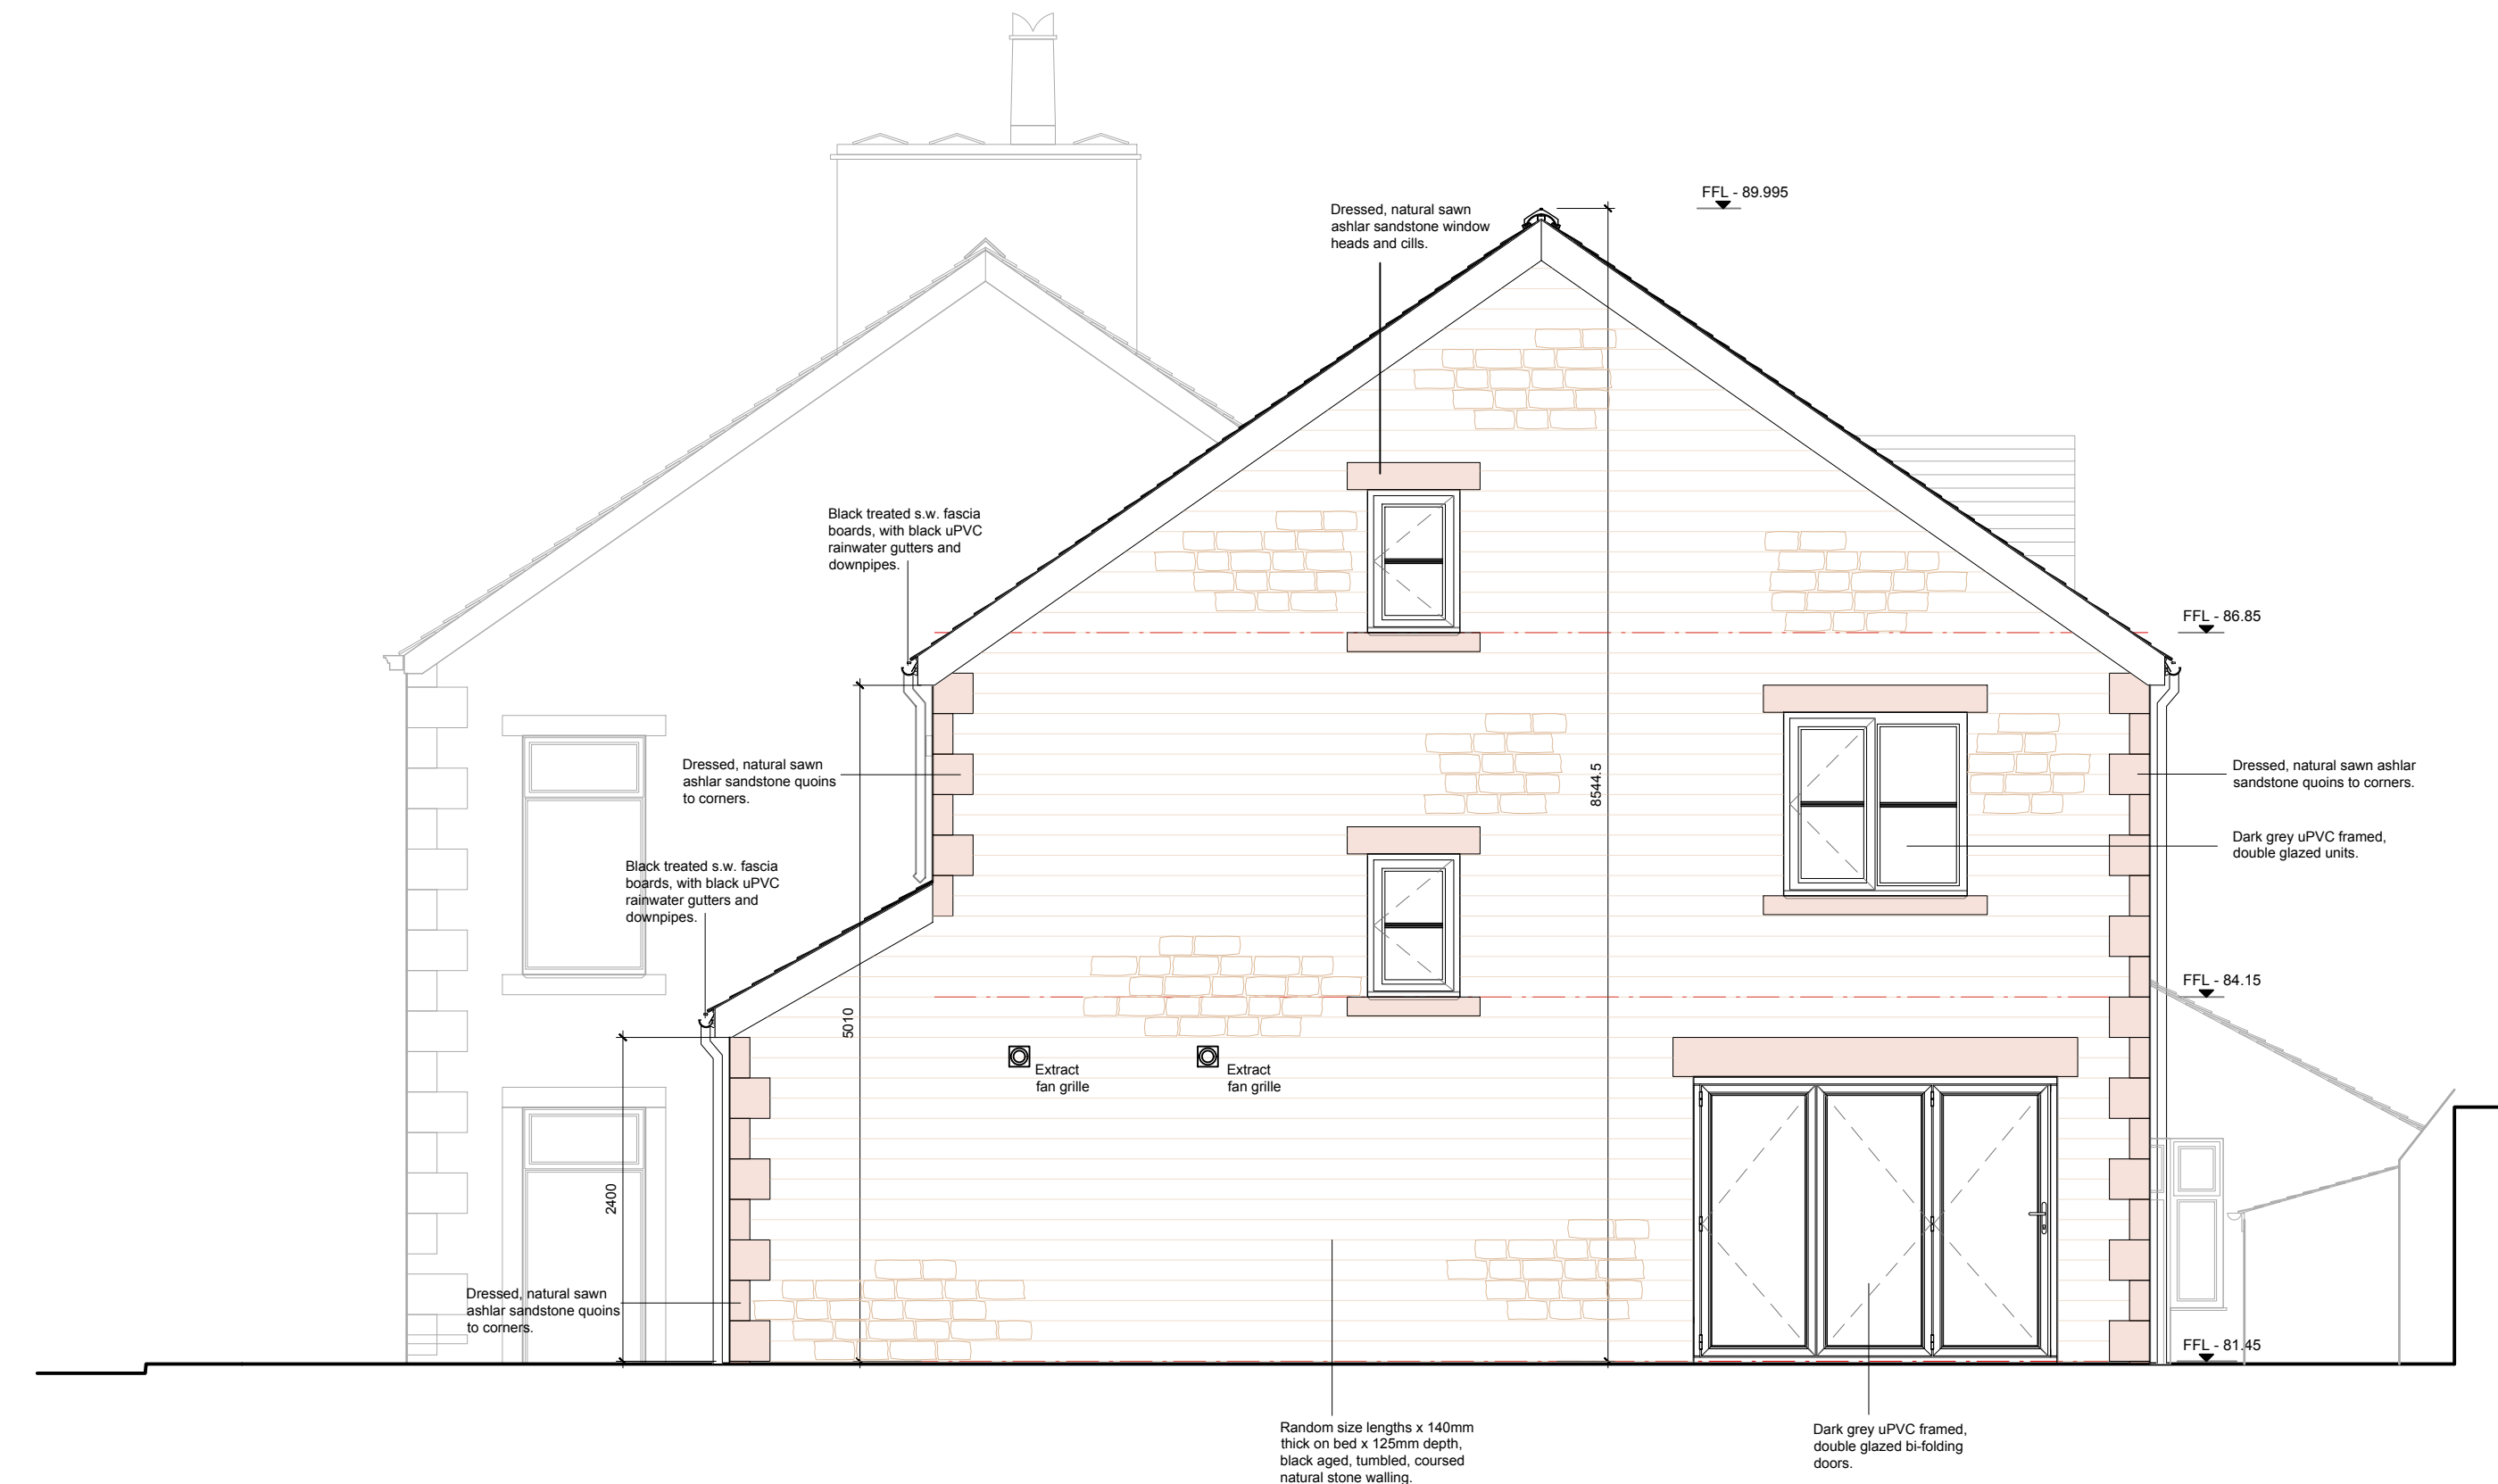 FFL - 89.995
Dressed, natural sawn
ashlar sandstone window
heads and cills.
Black treated s.w. fascia
boards, with black uPVC
rainwater gutters and
downpipes.
FFL - 86.85
Dressed, natural sawn
ashlar sandstone quoins
to corners.
8544.5
Dressed, natural sawn ashlar
sandstone quoins to corners.
Dark grey uPVC framed,
double glazed units.
Black treated s.w. fascia
boards, with black uPVC
rainwater gutters and
downpipes.
FFL - 84.15
5010
Extract
fan grille
Extract
fan grille
2400
Dressed, natural sawn
ashlar sandstone quoins
to corners.
FFL - 81.45
Random size lengths x 140mm
thick on bed x 125mm depth,
black aged, tumbled, coursed
natural stone walling.
Dark grey uPVC framed,
double glazed bi-folding
doors.